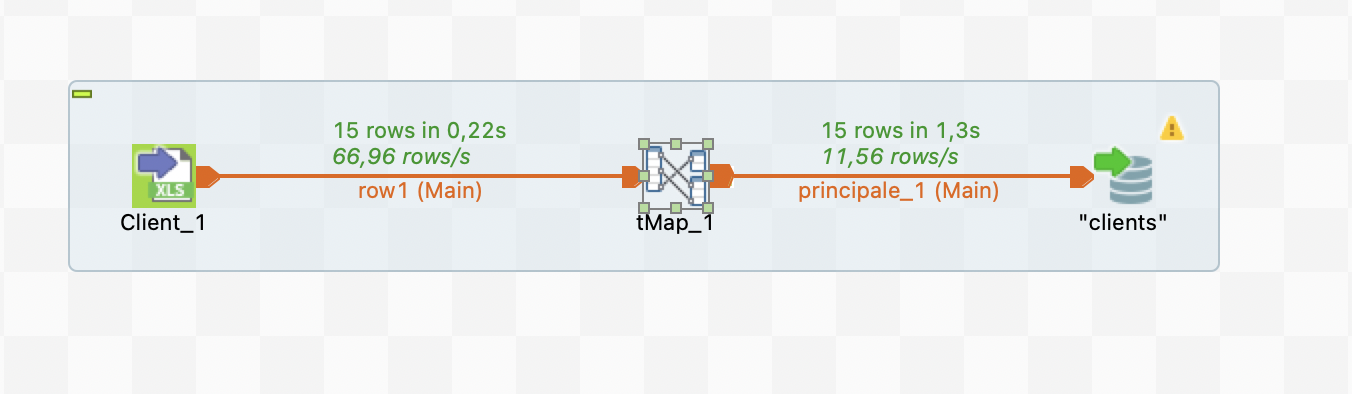 15 rows in 0,22s
66,96 rows/s
row1 (Main)
15 rows in 1,3s
11,56 rows/s
principale_1 (Main)
XLS
Client_1
tMap_1
"clients"